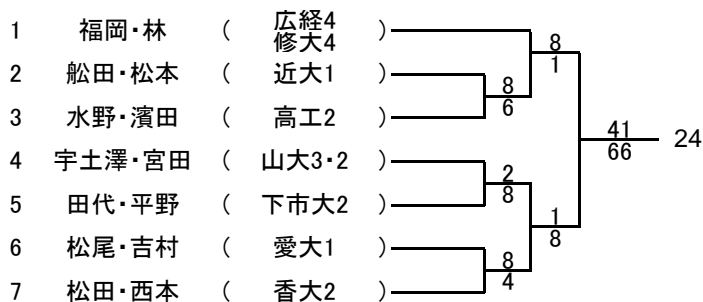 1 福岡・林 ( 広経4 修大4 )
8
1
2 舩田・松本 ( 近大1 )
8
6
3 水野・濱田 ( 高工2 )
41
66
24
4 宇土澤・宮田 ( 山大3・2 )
2
8
5 田代・平野 ( 下市大2 )
1
8
6 松尾・吉村 ( 愛大1 )
8
4
7 松田・西本 ( 香大2 )